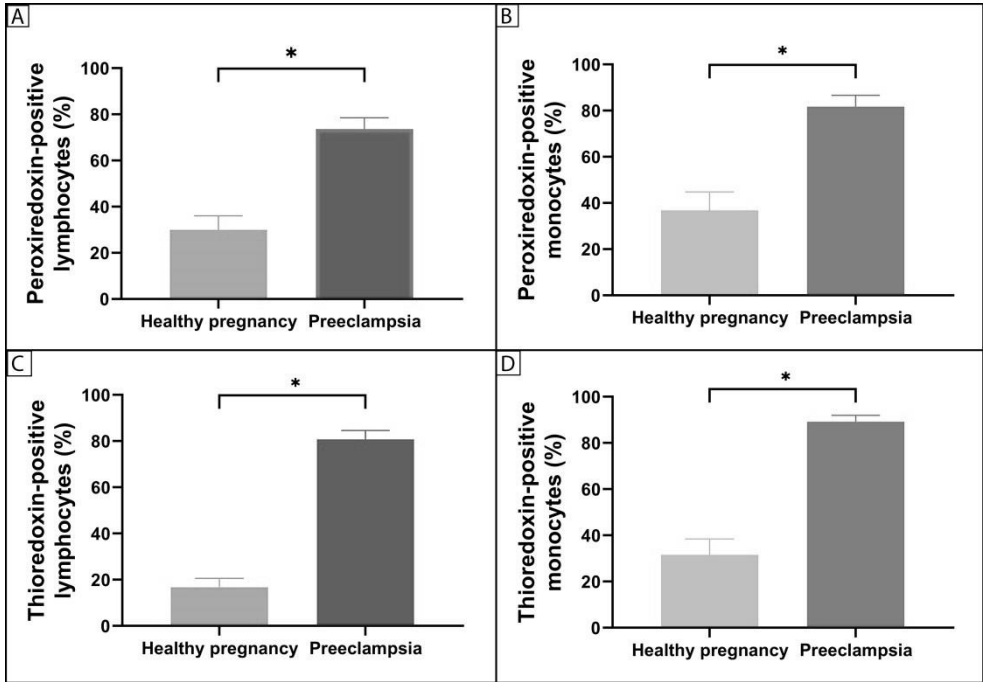 A
Peroxiredoxin-positive
lymphocytes (%)
100
80
60
40
20
0
*
Healthy pregnancy Preeclampsia
B
Peroxiredoxin-positive
monocytes (%)
100
80
60
40
20
0
*
Healthy pregnancy Preeclampsia
C
Thioredoxin-positive
lymphocytes (%)
100
80
60
40
20
0
*
Healthy pregnancy Preeclampsia
D
Thioredoxin-positive
monocytes (%)
100
80
60
40
20
0
*
Healthy pregnancy Preeclampsia